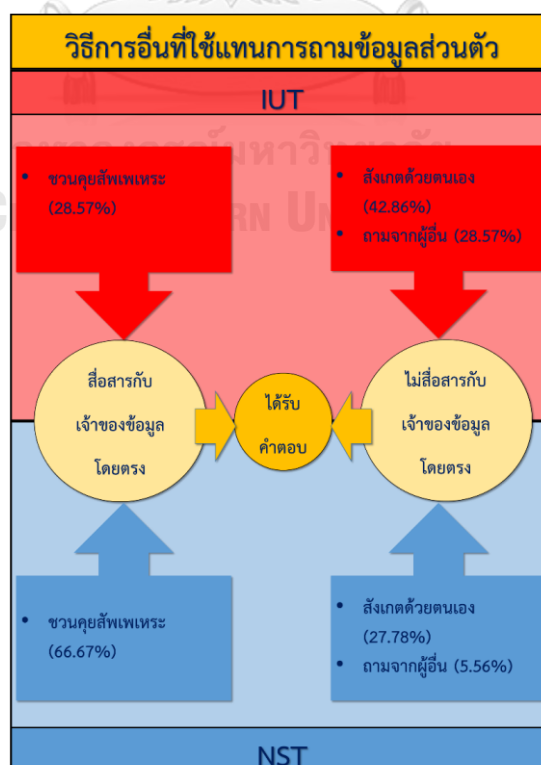 วิธีการอื่นที่ใช้แทนการถามข้อมูลส่วนตัว
IUT
• ชวนคุยสัพเพเหระ
(28.57%)
• สังเกตด้วยตนเอง
(42.86%)
• ถามจากผู้อื่น (28.57%)
สื่อสารกับ
เจ้าของข้อมูล
โดยตรง
ได้รับ
คำตอบ
ไม่สื่อสารกับ
เจ้าของข้อมูล
โดยตรง
• ชวนคุยสัพเพเหระ
(66.67%)
• สังเกตด้วยตนเอง
(27.78%)
• ถามจากผู้อื่น (5.56%)
NST